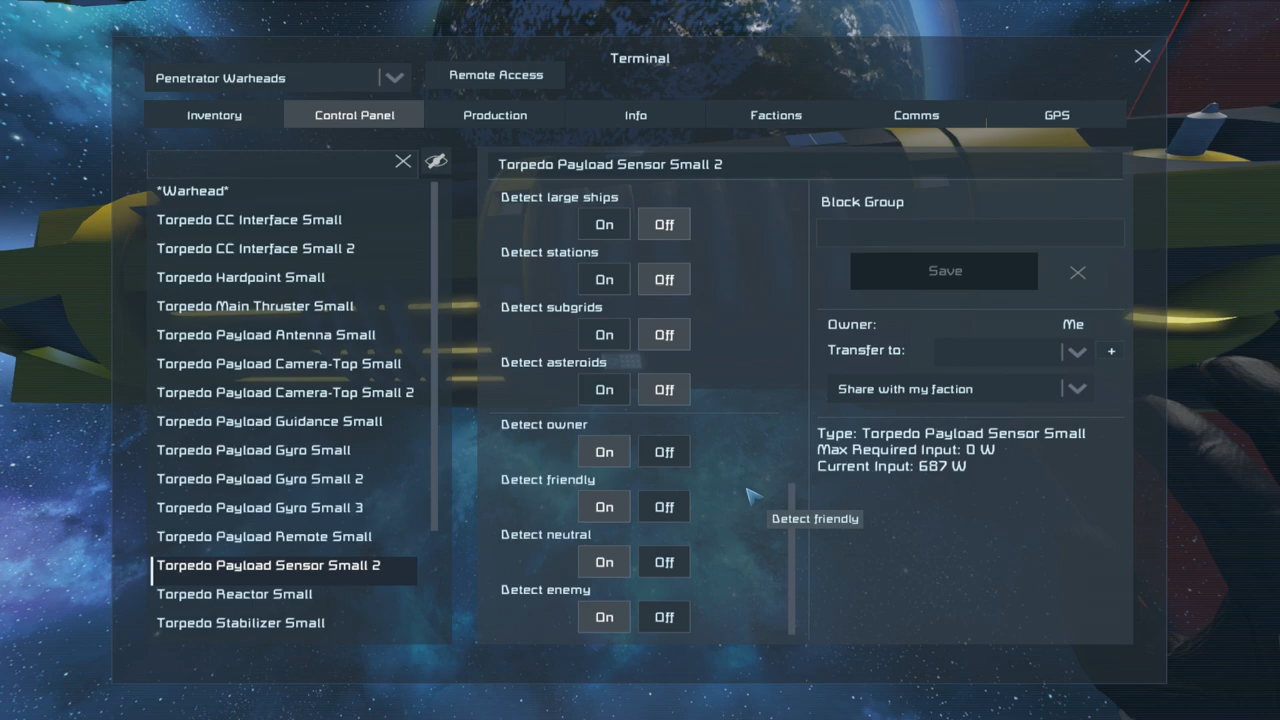 Terminal
Penetrator Warheads
Remote Access
Inventory
Control Panel
Production
Info
Factions
Comms
GPS
*Warhead*
Torpedo CC Interface Small
Torpedo CC Interface Small 2
Torpedo Hardpoint Small
Torpedo Main Thruster Small
Torpedo Payload Antenna Small
Torpedo Payload Camera-Top Small
Torpedo Payload Camera-Top Small 2
Torpedo Payload Guidance Small
Torpedo Payload Gyro Small
Torpedo Payload Gyro Small 2
Torpedo Payload Gyro Small 3
Torpedo Payload Remote Small
Torpedo Payload Sensor Small 2
Torpedo Reactor Small
Torpedo Stabilizer Small
Torpedo Payload Sensor Small 2
Detect large ships
On Off
Detect stations
On Off
Detect subgrids
On Off
Detect asteroids
On Off
Detect owner
On Off
Detect friendly
On Off
Detect friendly
Detect neutral
On Off
Detect enemy
On Off
Block Group
Save
Owner: Me
Transfer to:
+
Share with my faction
Type: Torpedo Payload Sensor Small
Max Required Input: 0 W
Current Input: 687 W